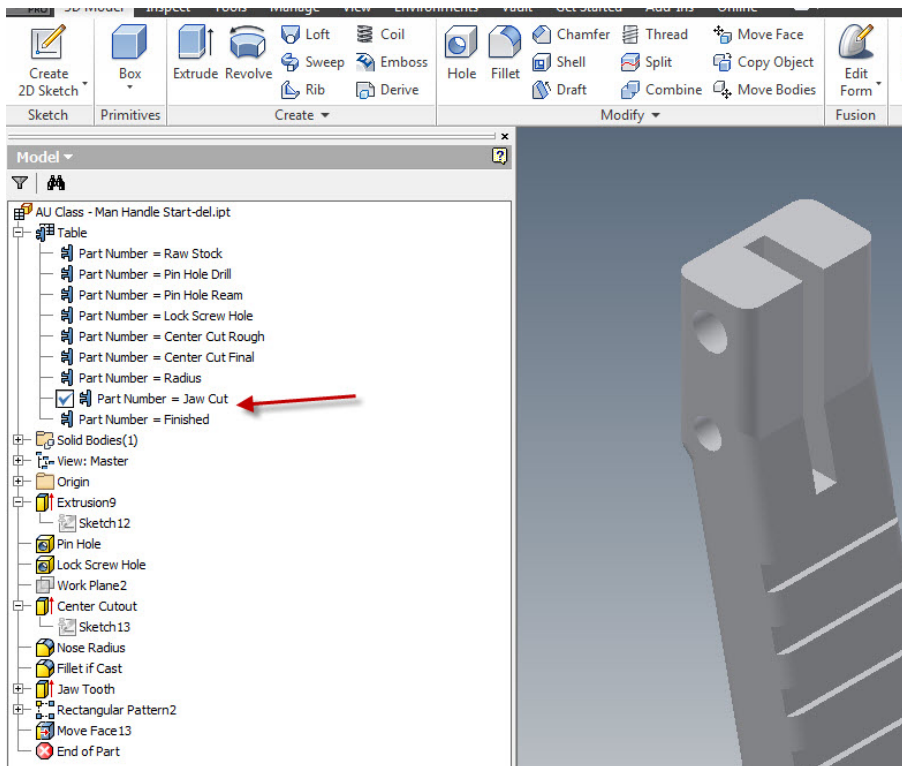 PRO 3D Model Inspect Tools Manage View Environments Vault Get Started Add-Ins Online
Create
2D Sketch
Box
Extrude
Revolve
Loft
Sweep
Rib
Coil
Emboss
Derive
Hole
Fillet
Chamfer
Shell
Draft
Thread
Split
Combine
Move Face
Copy Object
Move Bodies
Edit
Form
Sketch
Primitives
Create
Modify
Fusion
Model
AU Class - Man Handle Start-del.ipt
Table
Part Number = Raw Stock
Part Number = Pin Hole Drill
Part Number = Pin Hole Ream
Part Number = Lock Screw Hole
Part Number = Center Cut Rough
Part Number = Center Cut Final
Part Number = Radius
Part Number = Jaw Cut
Part Number = Finished
Solid Bodies(1)
View: Master
Origin
Extrusion9
Sketch12
Pin Hole
Lock Screw Hole
Work Plane2
Center Cutout
Sketch13
Nose Radius
Fillet if Cast
Jaw Tooth
Rectangular Pattern2
Move Face13
End of Part